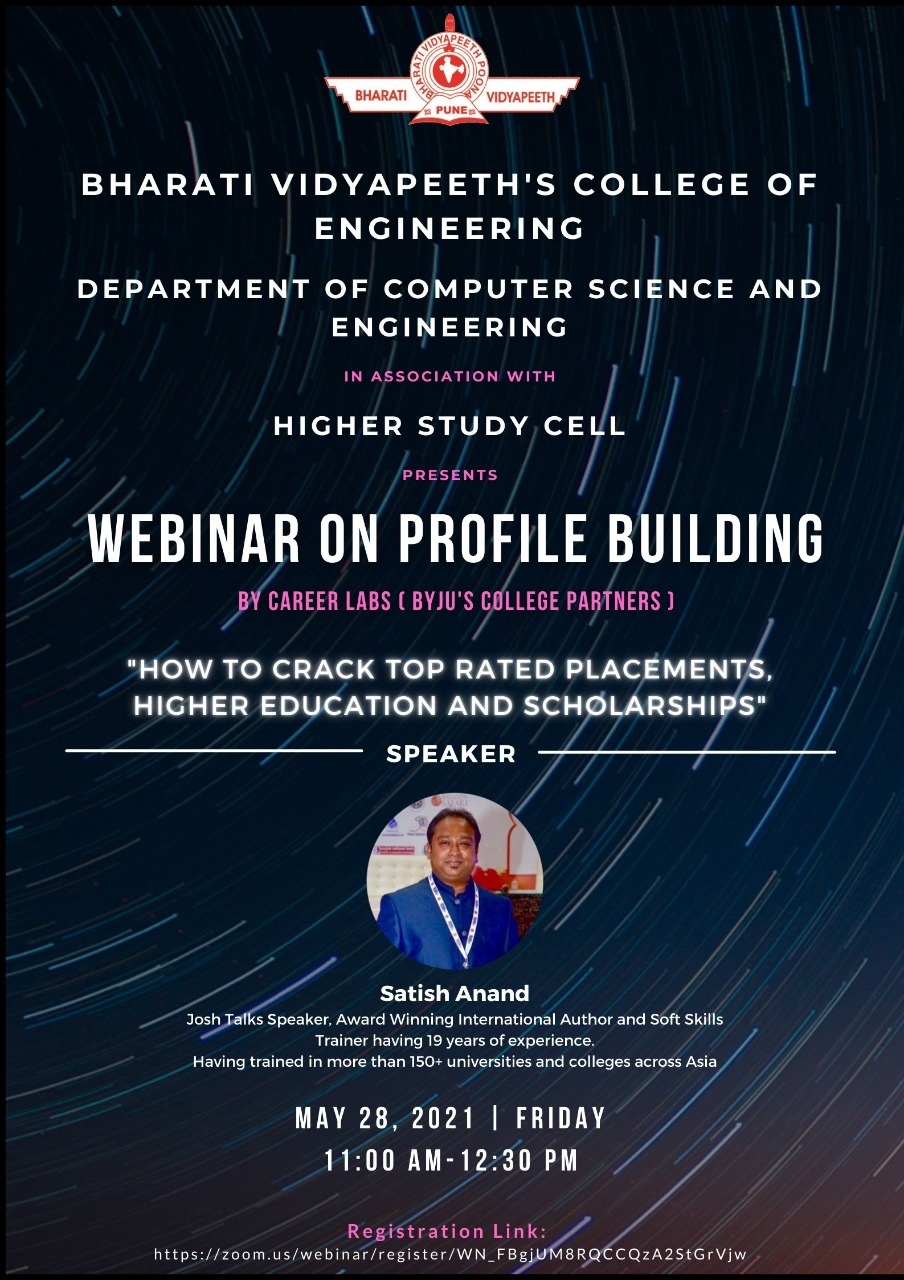 BHARATI VIDYAPEETH POONA
BHARATI VIDYAPEETH
PUNE
BHARATI VIDYAPEETH'S COLLEGE OF
ENGINEERING
DEPARTMENT OF COMPUTER SCIENCE AND
ENGINEERING
IN ASSOCIATION WITH
HIGHER STUDY CELL
PRESENTS
WEBINAR ON PROFILE BUILDING
BY CAREER LABS ( BYJU'S COLLEGE PARTNERS )
"HOW TO CRACK TOP RATED PLACEMENTS,
HIGHER EDUCATION AND SCHOLARSHIPS"
SPEAKER
Satish Anand
Josh Talks Speaker, Award Winning International Author and Soft Skills
Trainer having 19 years of experience.
Having trained in more than 150+ universities and colleges across Asia
MAY 28, 2021 | FRIDAY
11:00 AM-12:30 PM
Registration Link:
https://zoom.us/webinar/register/WN_FBgjUM8RQCCQzA2StGrVjw